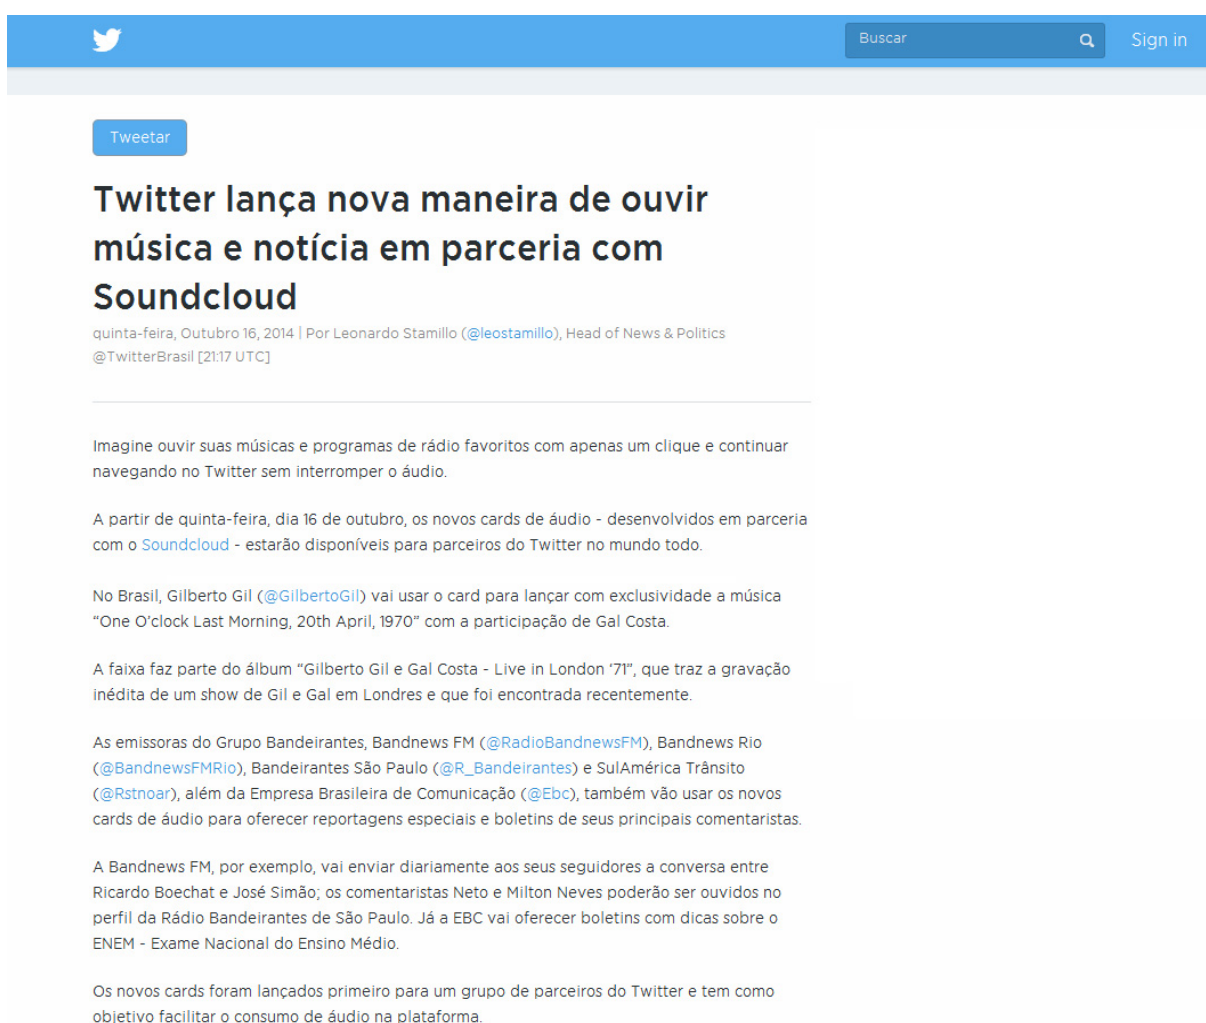 Buscar
Sign in
Tweetar
Twitter lança nova maneira de ouvir
música e notícia em parceria com
Soundcloud
quinta-feira, Outubro 16, 2014 | Por Leonardo Stamillo (@leostamillo), Head of News & Politics
@TwitterBrasil [21:17 UTC]
Imagine ouvir suas músicas e programas de rádio favoritos com apenas um clique e continuar
navegando no Twitter sem interromper o áudio.
A partir de quinta-feira, dia 16 de outubro, os novos cards de áudio - desenvolvidos em parceria
com o Soundcloud - estarão disponíveis para parceiros do Twitter no mundo todo.
No Brasil, Gilberto Gil (@GilbertoGil) vai usar o card para lançar com exclusividade a música
“One O’clock Last Morning, 20th April, 1970” com a participação de Gal Costa.
A faixa faz parte do álbum “Gilberto Gil e Gal Costa - Live in London ‘71”, que traz a gravação
inédita de um show de Gil e Gal em Londres e que foi encontrada recentemente.
As emissoras do Grupo Bandeirantes, Bandnews FM (@RadioBandnewsFM), Bandnews Rio
(@BandnewsFMRio), Bandeirantes São Paulo (@R_Bandeirantes) e SulAmérica Trânsito
(@Rstnoar), além da Empresa Brasileira de Comunicação (@Ebc), também vão usar os novos
cards de áudio para oferecer reportagens especiais e boletins de seus principais comentaristas.
A Bandnews FM, por exemplo, vai enviar diariamente aos seus seguidores a conversa entre
Ricardo Boechat e José Simão; os comentaristas Neto e Milton Neves poderão ser ouvidos no
perfil da Rádio Bandeirantes de São Paulo. Já a EBC vai oferecer boletins com dicas sobre o
ENEM - Exame Nacional do Ensino Médio.
Os novos cards foram lançados primeiro para um grupo de parceiros do Twitter e tem como
objetivo facilitar o consumo de áudio na plataforma.